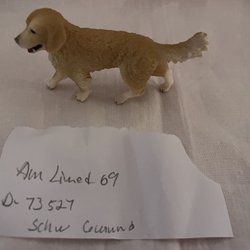 Am Limes 69
D- 73527
Schw Gmünd